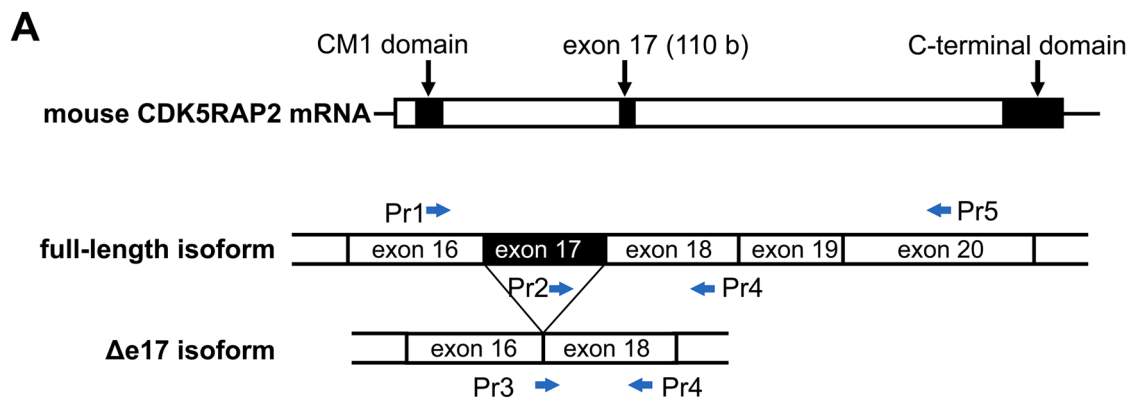 A
CM1 domain exon 17 (110 b) C-terminal domain
mouse CDK5RAP2 mRNA
Pr1 Pr5
full-length isoform exon 16 exon 17 exon 18 exon 19 exon 20
Pr2 Pr4
Δe17 isoform exon 16 exon 18
Pr3 Pr4